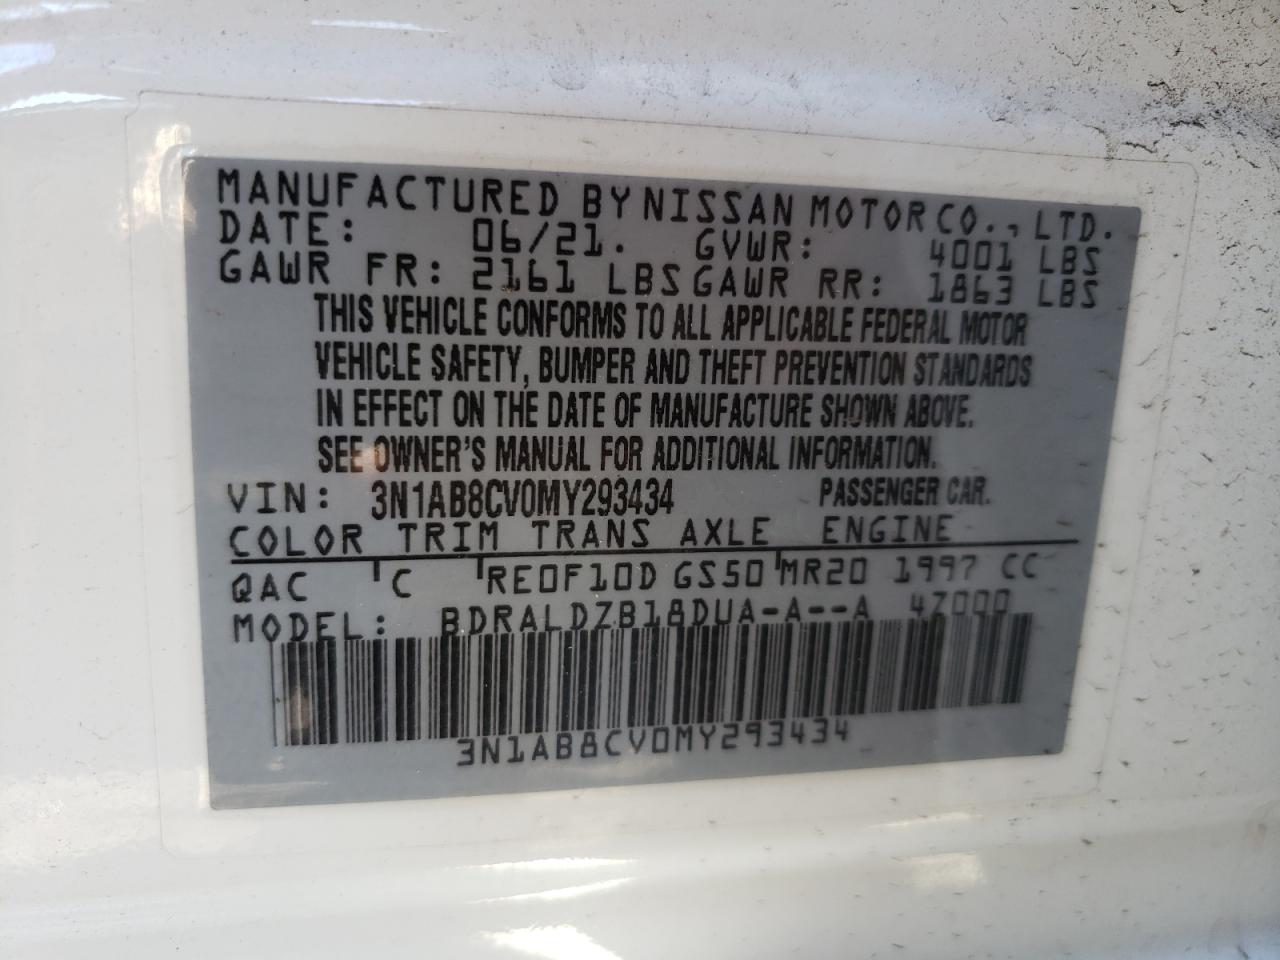 MANUFACTURED BY NISSAN MOTOR CO., LTD.
DATE: 06/21. GVWR: 4001 LBS
GAWR FR: 2161 LBS GAWR RR: 1863 LBS
THIS VEHICLE CONFORMS TO ALL APPLICABLE FEDERAL MOTOR
VEHICLE SAFETY, BUMPER AND THEFT PREVENTION STANDARDS
IN EFFECT ON THE DATE OF MANUFACTURE SHOWN ABOVE.
SEE OWNER'S MANUAL FOR ADDITIONAL INFORMATION.
VIN: 3N1AB8CV0MY293434 PASSENGER CAR.
COLOR TRIM TRANS AXLE ENGINE
QAC C RE0F10D GS50 MR20 1997 CC
MODEL: BDRALDZB18DUA-A--A 4Z000
3N1AB8CV0MY293434